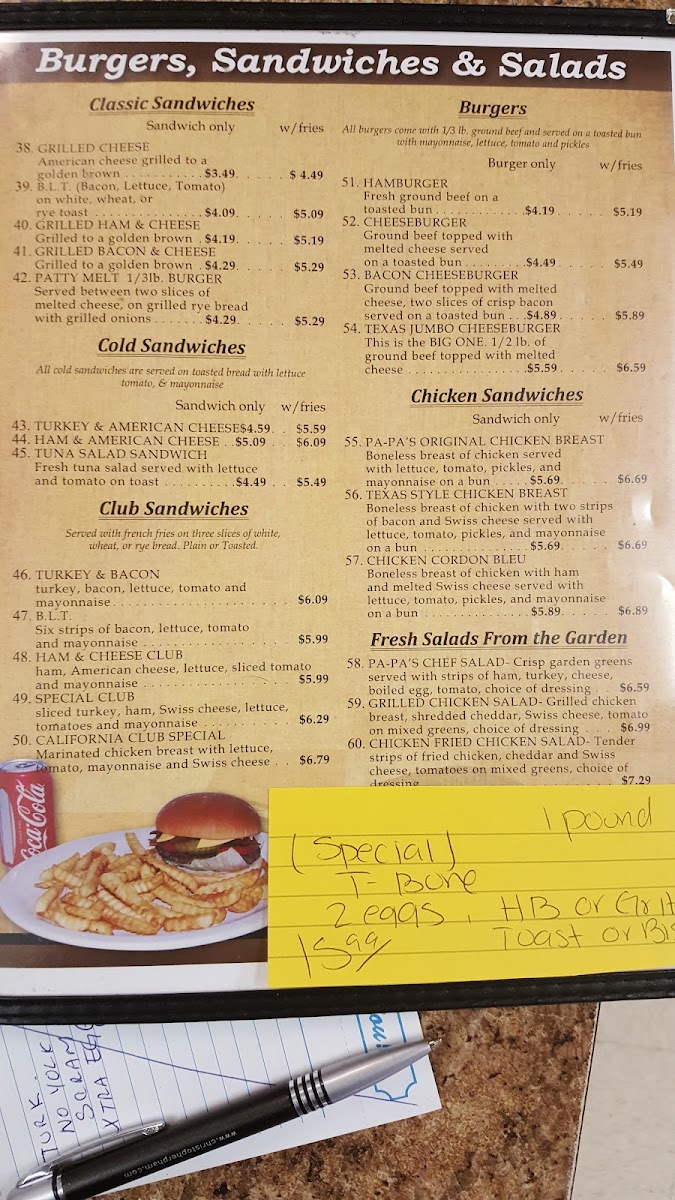 Burgers, Sandwiches & Salads
Classic Sandwiches
Sandwich only w/fries
38. GRILLED CHEESE
American cheese grilled to a
golden brown . . . . . . . . . . . $3.49. . . . . $ 4.49
39. B.L.T. (Bacon, Lettuce, Tomato)
on white, wheat, or
rye toast . . . . . . . . . . . . . . . $4.09. . . . . $5.09
40. GRILLED HAM & CHEESE
Grilled to a golden brown . $4.19. . . . . $5.19
41. GRILLED BACON & CHEESE
Grilled to a golden brown . $4.29. . . . . $5.29
42. PATTY MELT 1/3lb. BURGER
Served between two slices of
melted cheese, on grilled rye bread
with grilled onions . . . . . . . $4.29. . . . . $5.29
Cold Sandwiches
All cold sandwiches are served on toasted bread with lettuce
tomato, & mayonnaise
Sandwich only w/fries
43. TURKEY & AMERICAN CHEESE$4.59. . $5.59
44. HAM & AMERICAN CHEESE . .$5.09 . . $6.09
45. TUNA SALAD SANDWICH
Fresh tuna salad served with lettuce
and tomato on toast . . . . . . . . . $4.49 . . $5.49
Club Sandwiches
Served with french fries on three slices of white,
wheat, or rye bread. Plain or Toasted.
46. TURKEY & BACON
turkey, bacon, lettuce, tomato and
mayonnaise . . . . . . . . . . . . . . . . . . . . . $6.09
47. B.L.T.
Six strips of bacon, lettuce, tomato
and mayonnaise . . . . . . . . . . . . . . . . . $5.99
48. HAM & CHEESE CLUB
ham, American cheese, lettuce, sliced tomato
and mayonnaise . . . . . . . . . . . . . . . . . $5.99
49. SPECIAL CLUB
sliced turkey, ham, Swiss cheese, lettuce,
tomatoes and mayonnaise . . . . . . . . . . $6.29
50. CALIFORNIA CLUB SPECIAL
Marinated chicken breast with lettuce,
tomato, mayonnaise and Swiss cheese . . $6.79
Burgers
All burgers come with 1/3 lb. ground beef and served on a toasted bun
with mayonnaise, lettuce, tomato and pickles
Burger only w/fries
51. HAMBURGER
Fresh ground beef on a
toasted bun . . . . . . . . . . . . $4.19. . . . . . $5.19
52. CHEESEBURGER
Ground beef topped with
melted cheese served
on a toasted bun . . . . . . . . $4.49. . . . . . $5.49
53. BACON CHEESEBURGER
Ground beef topped with melted
cheese, two slices of crisp bacon
served on a toasted bun . . . $4.89. . . . . . $5.89
54. TEXAS JUMBO CHEESEBURGER
This is the BIG ONE. 1/2 lb. of
ground beef topped with melted
cheese . . . . . . . . . . . . . . . . $5.59. . . . . . $6.59
Chicken Sandwiches
Sandwich only w/fries
55. PA-PA'S ORIGINAL CHICKEN BREAST
Boneless breast of chicken served
with lettuce, tomato, pickles, and
mayonnaise on a bun . . . . . $5.69. . . . . . $6.69
56. TEXAS STYLE CHICKEN BREAST
Boneless breast of chicken with two strips
of bacon and Swiss cheese served with
lettuce, tomato, pickles, and mayonnaise
on a bun . . . . . . . . . . . . . . $5.69. . . . . . $6.69
57. CHICKEN CORDON BLEU
Boneless breast of chicken with ham
and melted Swiss cheese served with
lettuce, tomato, pickles, and mayonnaise
on a bun . . . . . . . . . . . . . . $5.89. . . . . . $6.89
Fresh Salads From the Garden
58. PA-PA'S CHEF SALAD- Crisp garden greens
served with strips of ham, turkey, cheese,
boiled egg, tomato, choice of dressing . . $6.59
59. GRILLED CHICKEN SALAD- Grilled chicken
breast, shredded cheddar, Swiss cheese, tomato
on mixed greens, choice of dressing . . . $6.99
60. CHICKEN FRIED CHICKEN SALAD- Tender
strips of fried chicken, cheddar and Swiss
cheese, tomatoes on mixed greens, choice of
dressing $7.29
Coca-Cola
1 pound
(Special)
T-Bone
2 eggs, HB or Grit
15.99/ Toast or Bis
TURK.
NO YOLK
SCRAM
XTRA EGG
you!
www.christopherpham.com